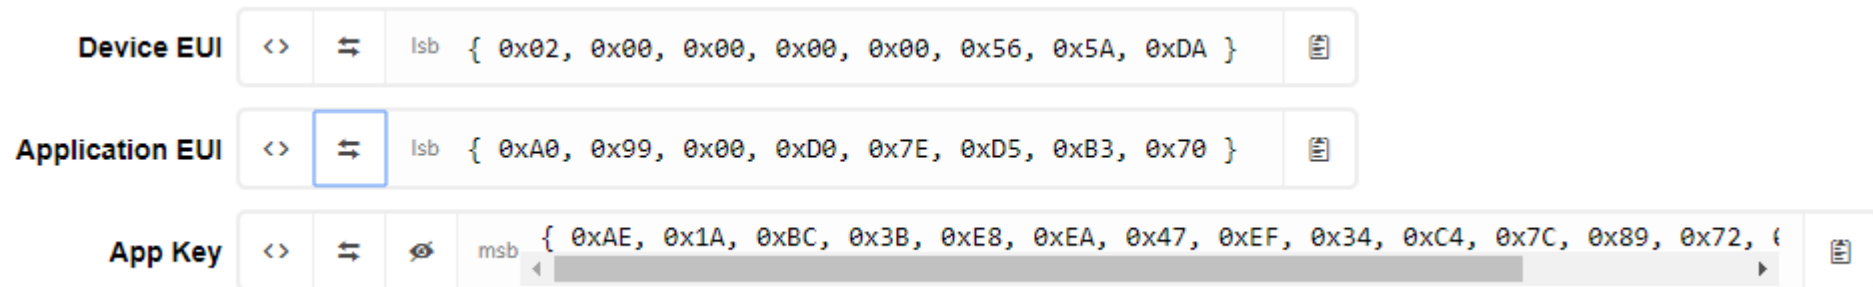 Device EUI <> lsb { 0x02, 0x00, 0x00, 0x00, 0x00, 0x56, 0x5A, 0xDA }
Application EUI <> lsb { 0xA0, 0x99, 0x00, 0xD0, 0x7E, 0xD5, 0xB3, 0x70 }
App Key <> msb { 0xAE, 0x1A, 0xBC, 0x3B, 0xE8, 0xEA, 0x47, 0xEF, 0x34, 0xC4, 0x7C, 0x89, 0x72,